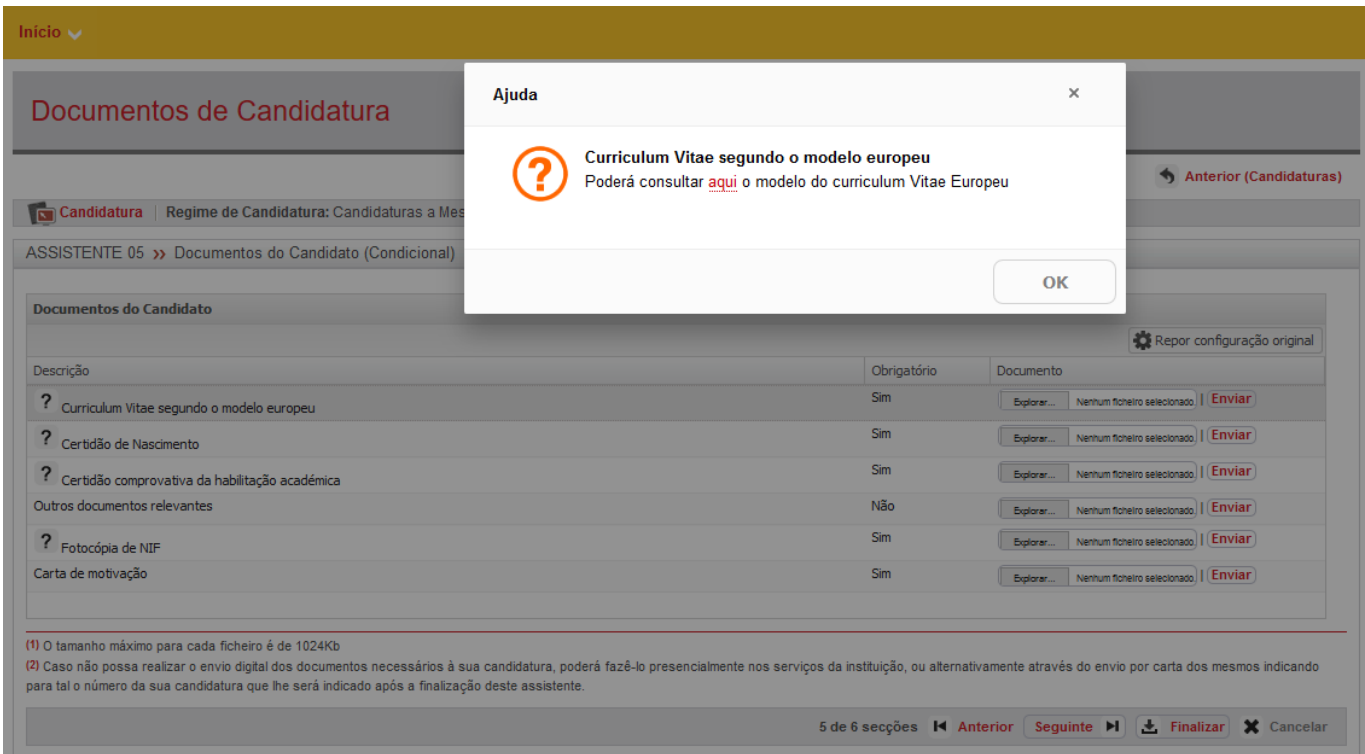 Início
Documentos de Candidatura
Ajuda
×
Curriculum Vitae segundo o modelo europeu
Poderá consultar aqui o modelo do curriculum Vitae Europeu
OK
Anterior (Candidaturas)
Candidatura | Regime de Candidatura: Candidaturas a Mes
ASSISTENTE 05 >> Documentos do Candidato (Condicional)
Documentos do Candidato
Repor configuração original
Descrição Obrigatório Documento
? Curriculum Vitae segundo o modelo europeu Sim Explorar... Nenhum ficheiro selecionado. | Enviar
? Certidão de Nascimento Sim Explorar... Nenhum ficheiro selecionado. | Enviar
? Certidão comprovativa da habilitação académica Sim Explorar... Nenhum ficheiro selecionado. | Enviar
Outros documentos relevantes Não Explorar... Nenhum ficheiro selecionado. | Enviar
? Fotocópia de NIF Sim Explorar... Nenhum ficheiro selecionado. | Enviar
Carta de motivação Sim Explorar... Nenhum ficheiro selecionado. | Enviar
(1) O tamanho máximo para cada ficheiro é de 1024Kb
(2) Caso não possa realizar o envio digital dos documentos necessários à sua candidatura, poderá fazê-lo presencialmente nos serviços da instituição, ou alternativamente através do envio por carta dos mesmos indicando
para tal o número da sua candidatura que lhe será indicado após a finalização deste assistente.
5 de 6 secções Anterior Seguinte Finalizar Cancelar